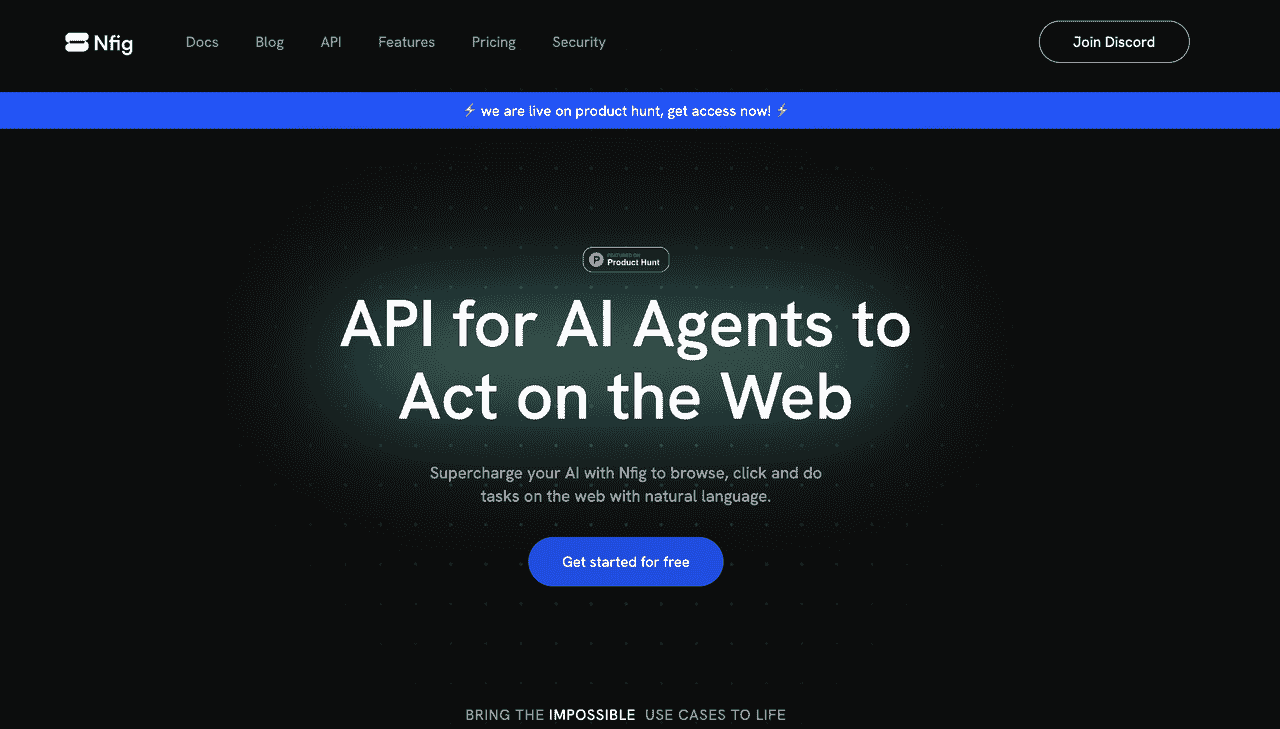 Nfig
Docs
Blog
API
Features
Pricing
Security
Join Discord
⚡ we are live on product hunt, get access now! ⚡
FEATURED ON
Product Hunt
API for AI Agents to
Act on the Web
Supercharge your AI with Nfig to browse, click and do
tasks on the web with natural language.
Get started for free
BRING THE IMPOSSIBLE USE CASES TO LIFE